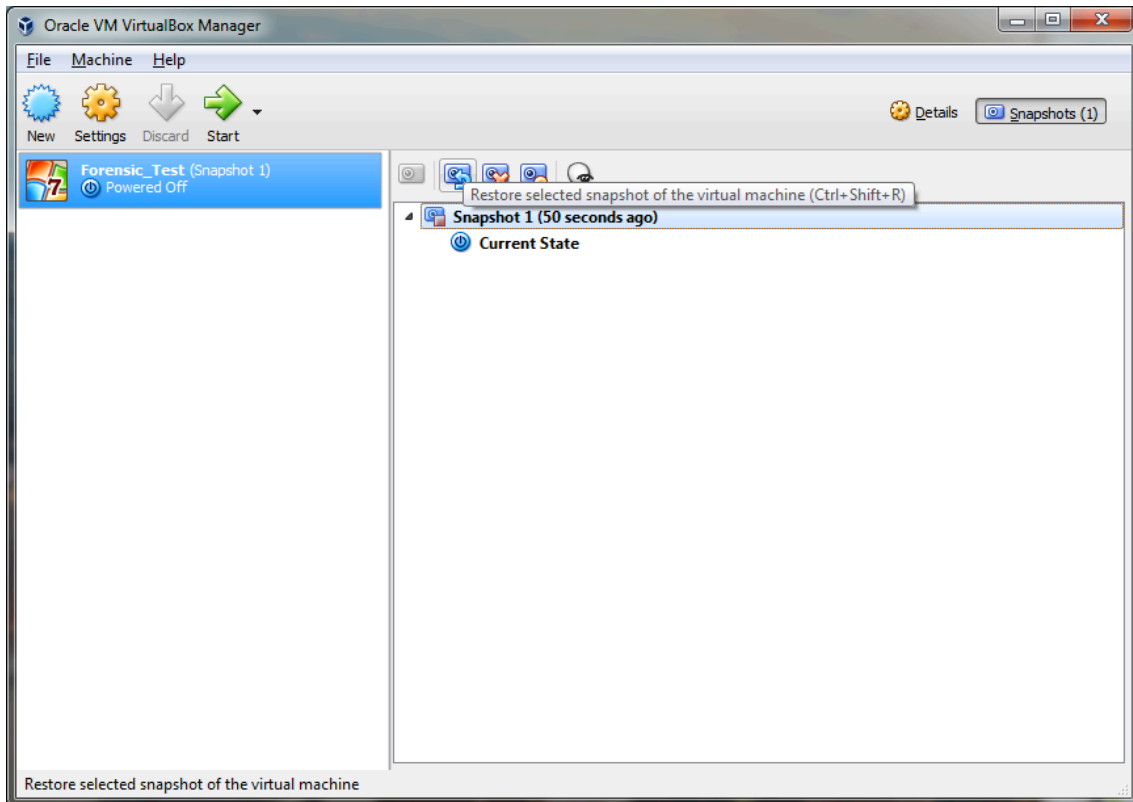 Oracle VM VirtualBox Manager
File Machine Help
New Settings Discard Start
Details Snapshots (1)
Forensic_Test (Snapshot 1)
Powered Off
7
Restore selected snapshot of the virtual machine (Ctrl+Shift+R)
Snapshot 1 (50 seconds ago)
Current State
Restore selected snapshot of the virtual machine